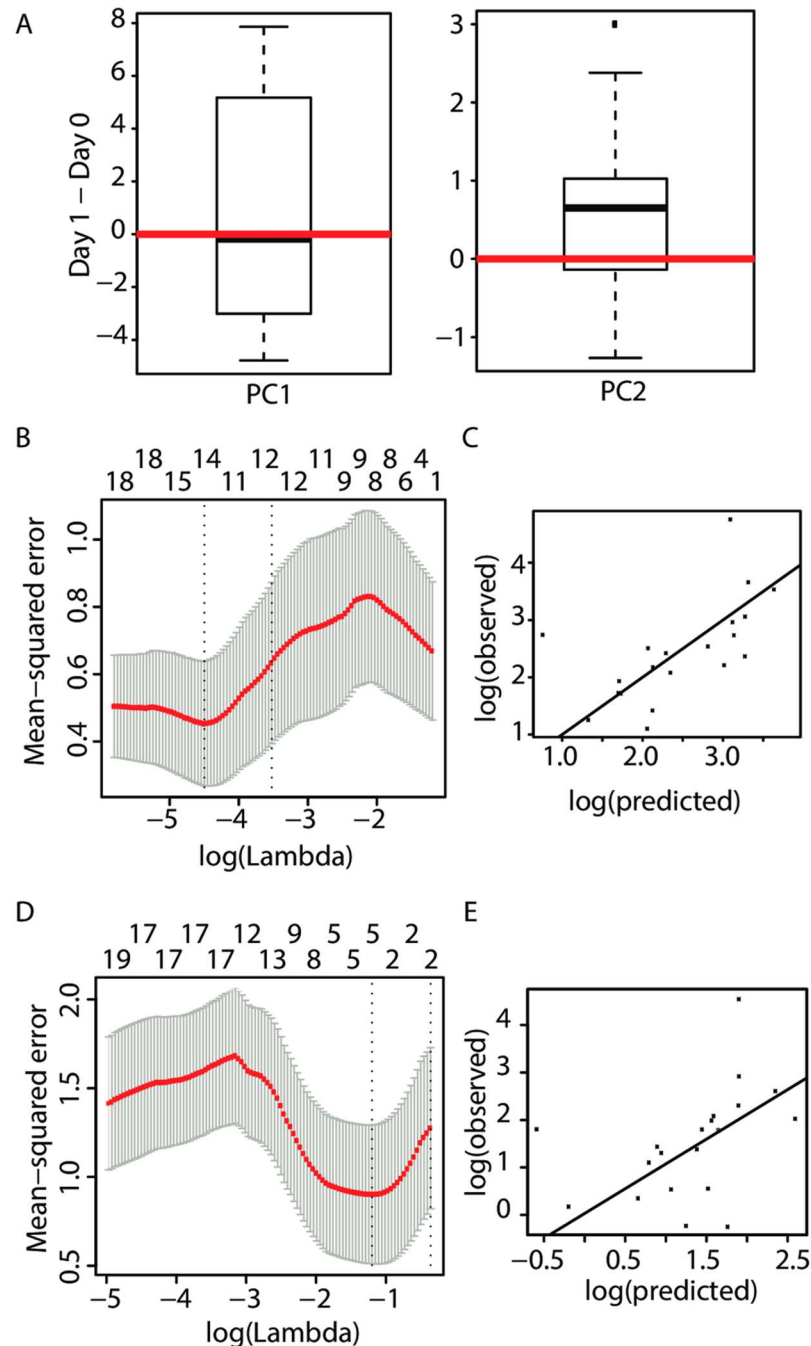 A
8
6
4
2
0
−2
−4
Day 1 − Day 0
PC1
3
2
1
0
−1
PC2
B
18 14 12 11 9 8 4
18 15 11 12 9 8 6 1
1.0
0.8
0.6
0.4
Mean−squared error
−5 −4 −3 −2
log(Lambda)
C
4
3
2
1
log(observed)
1.0 2.0 3.0
log(predicted)
D
17 17 12 9 5 5 2
19 17 17 13 8 5 2 2
2.0
1.5
1.0
0.5
Mean−squared error
−5 −4 −3 −2 −1
log(Lambda)
E
4
3
2
1
0
log(observed)
−0.5 0.5 1.5 2.5
log(predicted)